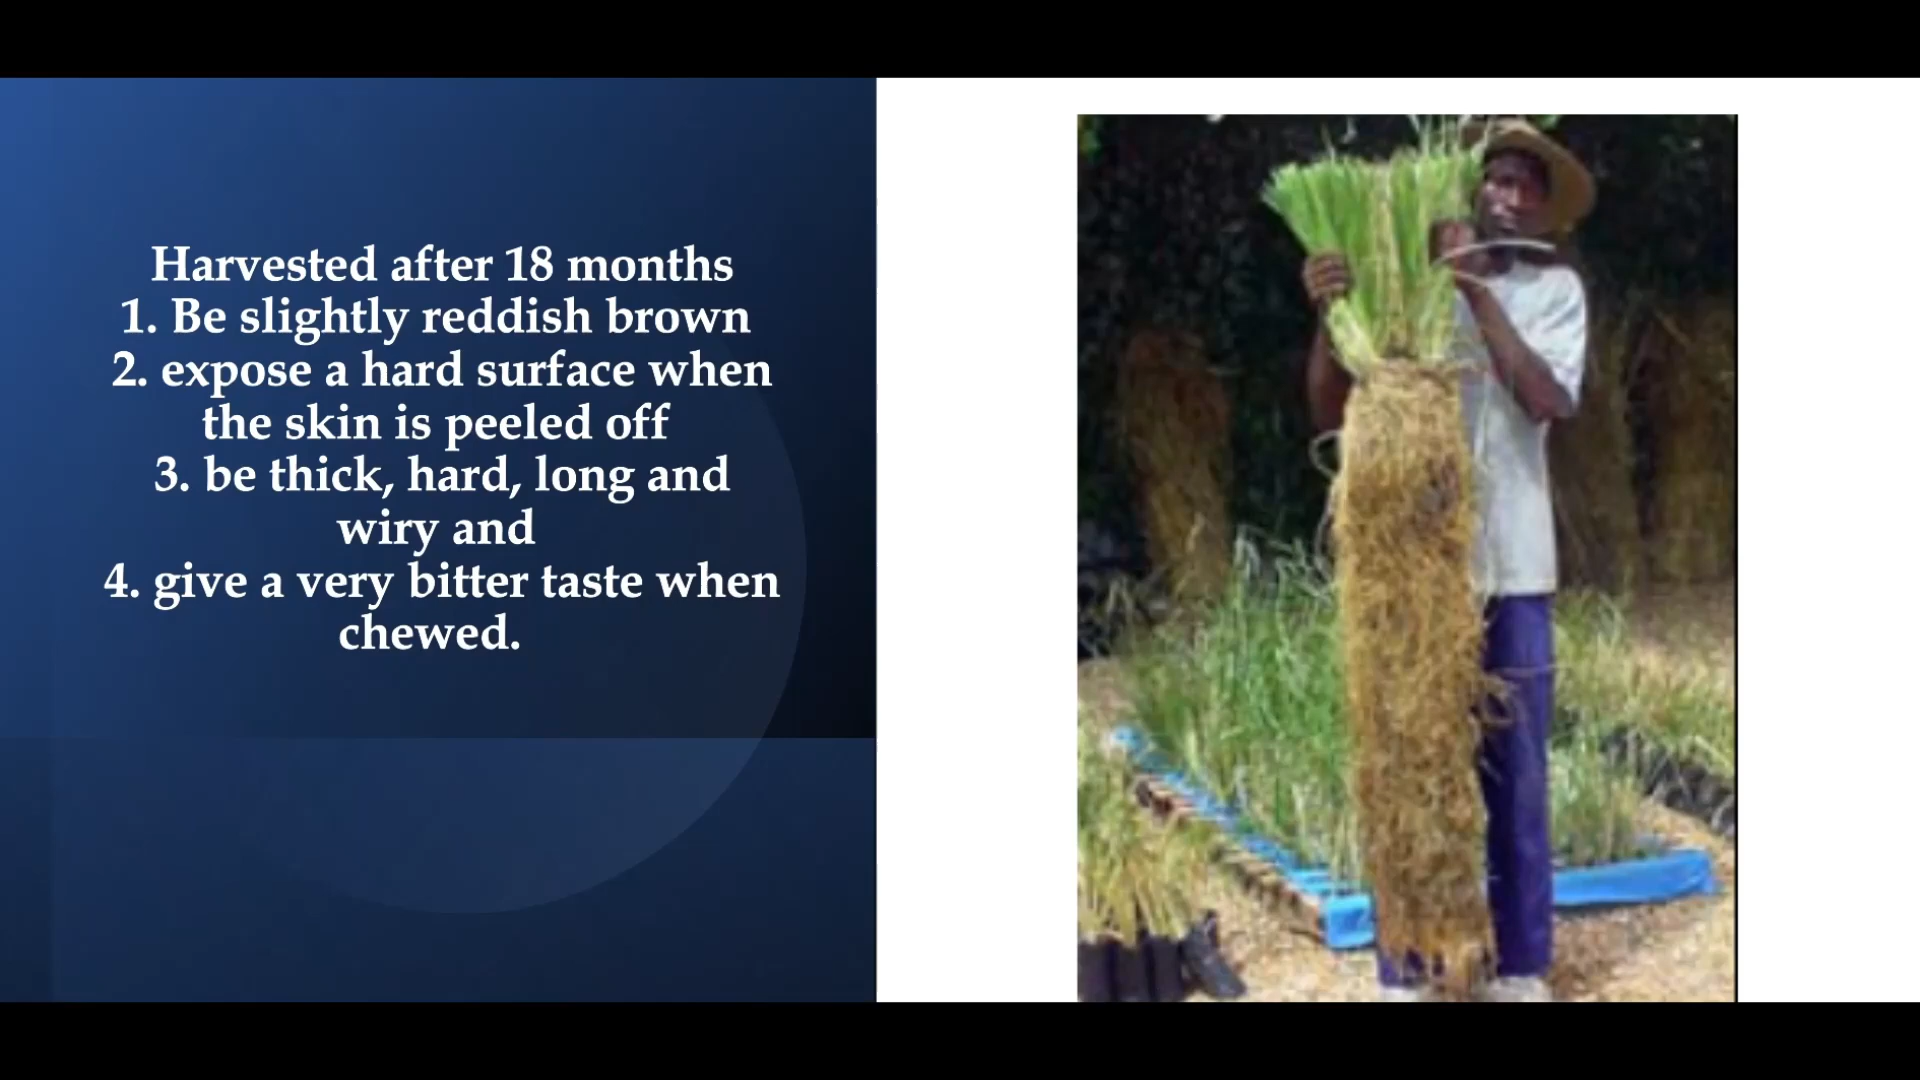 Harvested after 18 months
1. Be slightly reddish brown
2. expose a hard surface when
the skin is peeled off
3. be thick, hard, long and
wiry and
4. give a very bitter taste when
chewed.